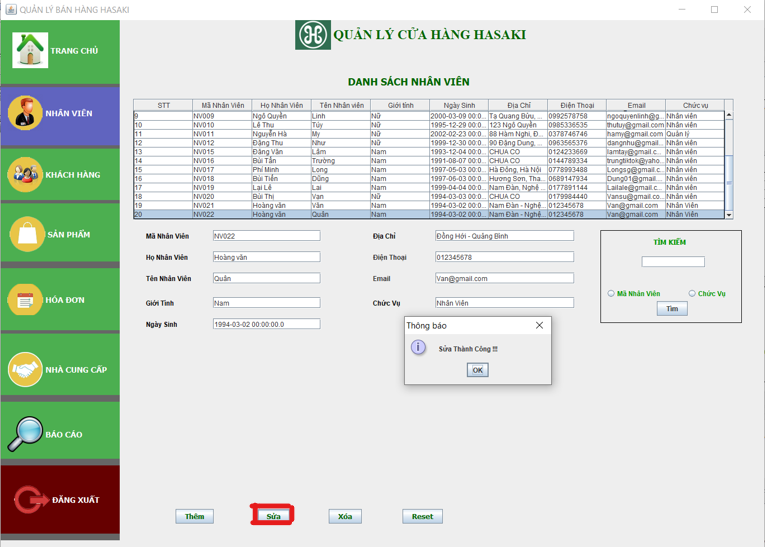 QUẢN LÝ BÁN HÀNG HASAKI
QUẢN LÝ CỬA HÀNG HASAKI
TRANG CHỦ
NHÂN VIÊN
KHÁCH HÀNG
SẢN PHẨM
HÓA ĐƠN
NHÀ CUNG CẤP
BÁO CÁO
ĐĂNG XUẤT
DANH SÁCH NHÂN VIÊN
STT Mã Nhân Viên Họ Nhân Viên Tên Nhân viên Giới tính Ngày Sinh Địa Chỉ Điện Thoại Email Chức vụ
9 NV009 Ngô Quyền Linh Nữ 2000-03-09 00:0... Tạ Quang Bửu, ... 0992578758 ngoquyenlinh@g... Nhân viên
10 NV010 Lê Thu Túy Nữ 1995-12-29 00:0... 123 Ngô Quyền 0985336535 thutuy@gmail.com Nhân viên
11 NV011 Nguyễn Hà My Nữ 2002-02-23 00:0... 88 Hàm Nghi, Đ... 0378746746 hamy@gmail.com Quản lý
12 NV012 Đặng Thu Như Nữ 1999-12-30 00:0... 90 Đặng Dung, ... 0963565376 dangnhu@gmail.... Nhân viên
13 NV015 Đặng Văn Lâm Nam 1993-12-04 00:0... CHUA CO 0124233669 lamtay@gmail.c... Nhân viên
14 NV016 Bùi Tấn Trường Nam 1991-08-07 00:0... CHUA CO 0144789334 trungtiktok@yaho... Nhân viên
15 NV017 Phí Minh Long Nam 1997-06-03 00:0... Hà Đông, Hà Nội 0778993488 Longsg@gmail.c... Nhân viên
16 NV018 Bùi Tiến Dũng Nam 1997-06-03 00:0... Hương Sơn, Tha... 0689147934 Dung01@gmail.... Nhân viên
17 NV019 Lại Lê Lai Nam 1999-04-04 00:0... Nam Đàn, Nghệ ... 0177891144 Lailale@gmail.c... Nhân viên
18 NV020 Bùi Thị Vạn Nữ 1994-03-03 00:0... CHUA CO 0179984440 Vansu@gmail.co... Nhân viên
19 NV021 Hoàng văn Văn Nam 1994-03-02 00:0... Nam Đàn - Nghệ... 012345678 Van@gmail.com Nhân Viên
20 NV022 Hoàng văn Quân Nam 1994-03-02 00:0... Nam Đàn - Nghệ... 012345678 Van@gmail.com Nhân Viên
Mã Nhân Viên NV022
Họ Nhân Viên Hoàng văn
Tên Nhân Viên Quân
Giới Tính Nam
Ngày Sinh 1994-03-02 00:00:00.0
Địa Chỉ Đồng Hới - Quảng Bình
Điện Thoại 012345678
Email Van@gmail.com
Chức Vụ Nhân Viên
TÌM KIẾM
Mã Nhân Viên Chức Vụ
Tìm
Thông báo
Sửa Thành Công !!!
OK
Thêm Sửa Xóa Reset